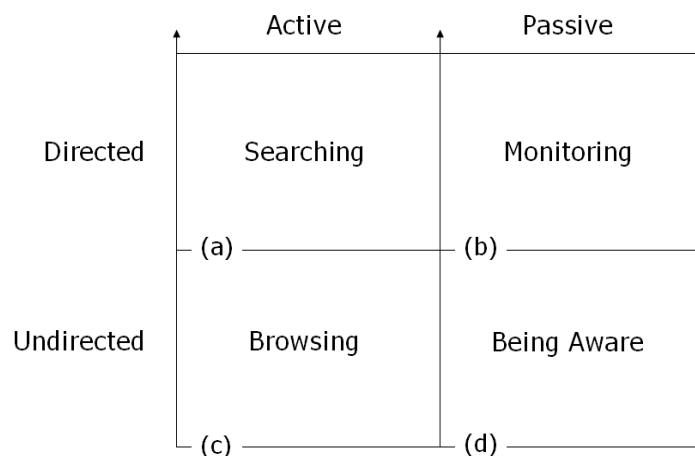 Active Passive
Directed Searching Monitoring
(a) (b)
Undirected Browsing Being Aware
(c) (d)